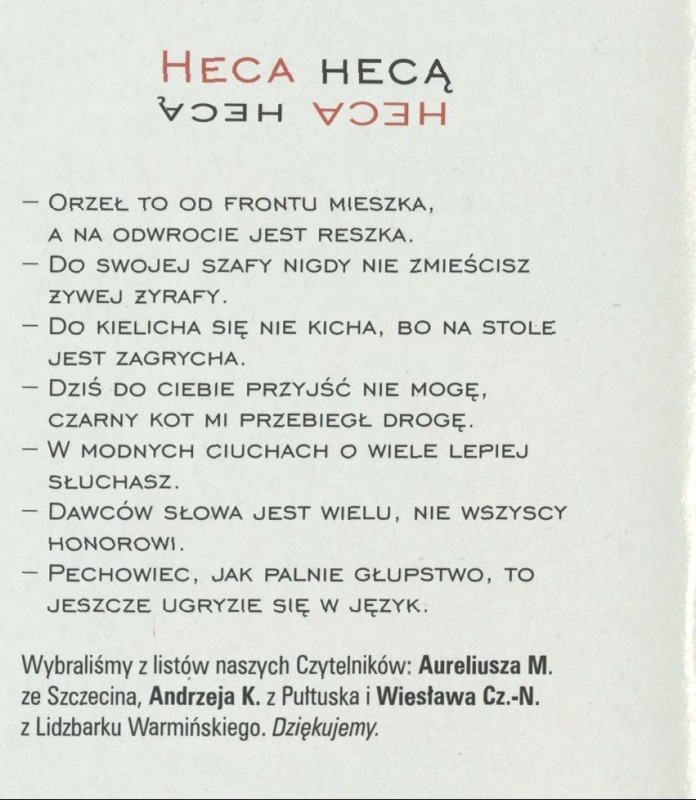 HECA HECĄ
HECA HECĄ
– ORZEŁ TO OD FRONTU MIESZKA,
A NA ODWROCIE JEST RESZKA.
– DO SWOJEJ SZAFY NIGDY NIE ZMIEŚCISZ
ƵYWEJ ƵYRAFY.
– DO KIELICHA SIĘ NIE KICHA, BO NA STOLE
JEST ZAGRYCHA.
– DZIŚ DO CIEBIE PRZYJŚĆ NIE MOGĘ,
CZARNY KOT MI PRZEBIEGŁ DROGĘ.
– W MODNYCH CIUCHACH O WIELE LEPIEJ
SŁUCHASZ.
– DAWCÓW SŁOWA JEST WIELU, NIE WSZYSCY
HONOROWI.
– PECHOWIEC, JAK PALNIE GŁUPSTWO, TO
JESZCZE UGRYZIE SIĘ W JĘZYK.
Wybraliśmy z listów naszych Czytelników: Aureliusza M.
ze Szczecina, Andrzeja K. z Pułtuska i Wiesława Cz.-N.
z Lidzbarku Warmińskiego. Dziękujemy.